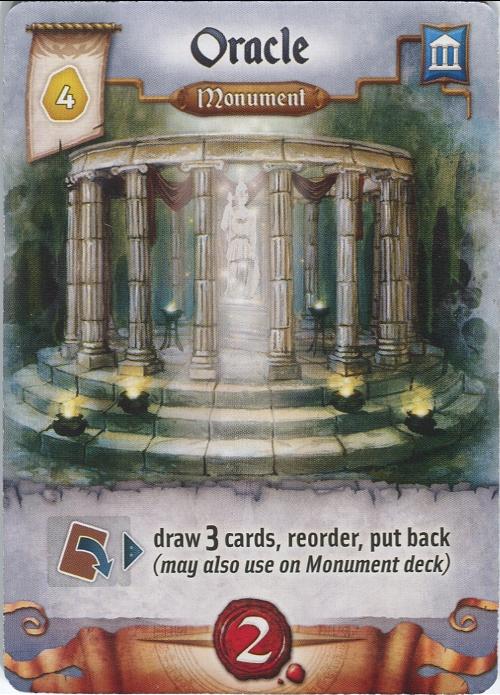 Oracle
4
Monument
draw 3 cards, reorder, put back
(may also use on Monument deck)
2